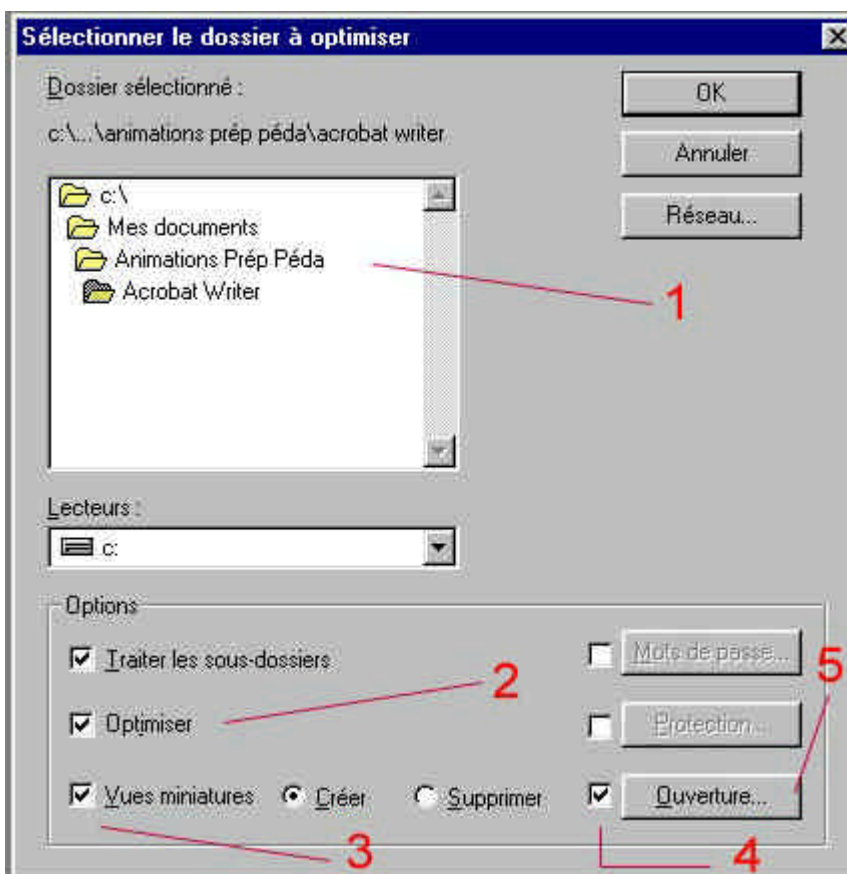 Sélectionner le dossier à optimiser
Dossier sélectionné :
OK
c:\...\animations prép péda\acrobat writer
Annuler
c:\
Réseau...
Mes documents
Animations Prép Péda
1
Acrobat Writer
Lecteurs :
c:
Options
Traiter les sous-dossiers
Mots de passe...
5
2
Optimiser
Protection...
Vues miniatures Créer Supprimer Ouverture...
3
4